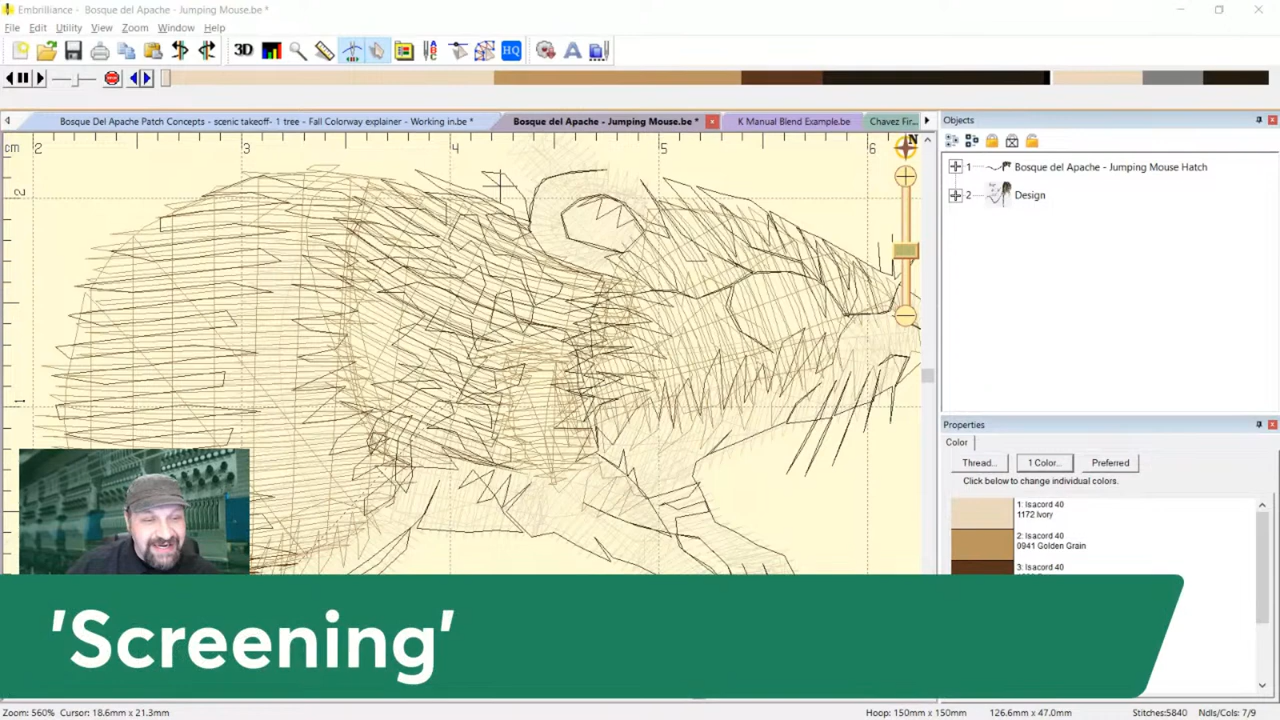 Embrilliance - Bosque del Apache - Jumping Mouse.be *
File Edit Utility View Zoom Window Help
3D HQ
Bosque Del Apache Patch Concepts - scenic takeoff- 1 tree - Fall Colorway explainer - Working in.be *
Bosque del Apache - Jumping Mouse.be *
K Manual Blend Example.be
Chavez Fir...
Objects
cm 2 3 4 5 6
N
1 Bosque del Apache - Jumping Mouse Hatch
2 Design
2
1
Properties
Color
Thread... 1 Color... Preferred
Click below to change individual colors.
1: Isacord 40
1172 Ivory
2: Isacord 40
0941 Golden Grain
3: Isacord 40
'Screening'
Zoom: 560% Cursor: 18.6mm x 21.3mm
Hoop: 150mm x 150mm 126.6mm x 47.0mm Stitches:5840 Ndls/Cols: 7/9